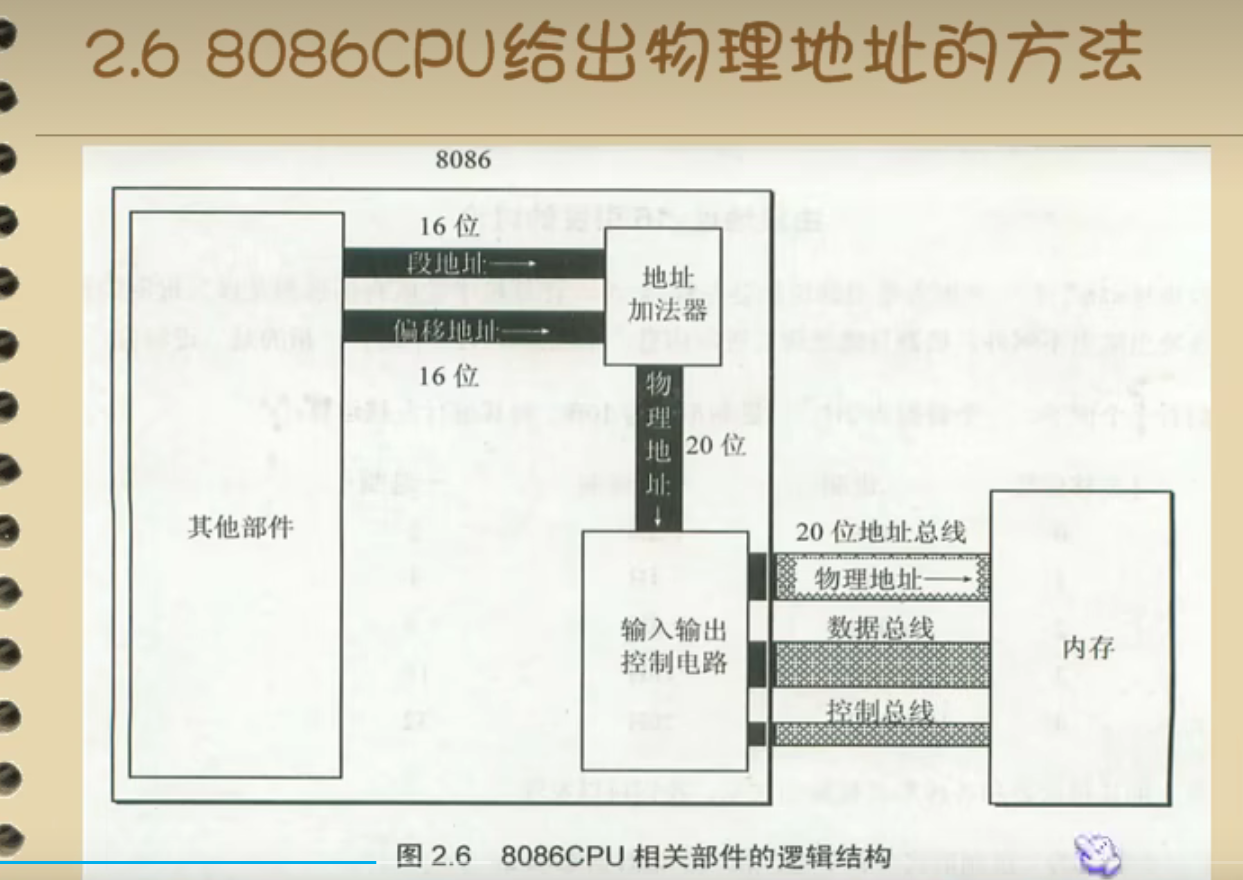 2.6 8086CPU给出物理地址的方法
8086
16 位
段地址
地址
加法器
偏移地址
16 位
物理地址
20 位
其他部件
20 位地址总线
物理地址
输入输出
控制电路
数据总线
内存
控制总线
图 2.6 8086CPU 相关部件的逻辑结构